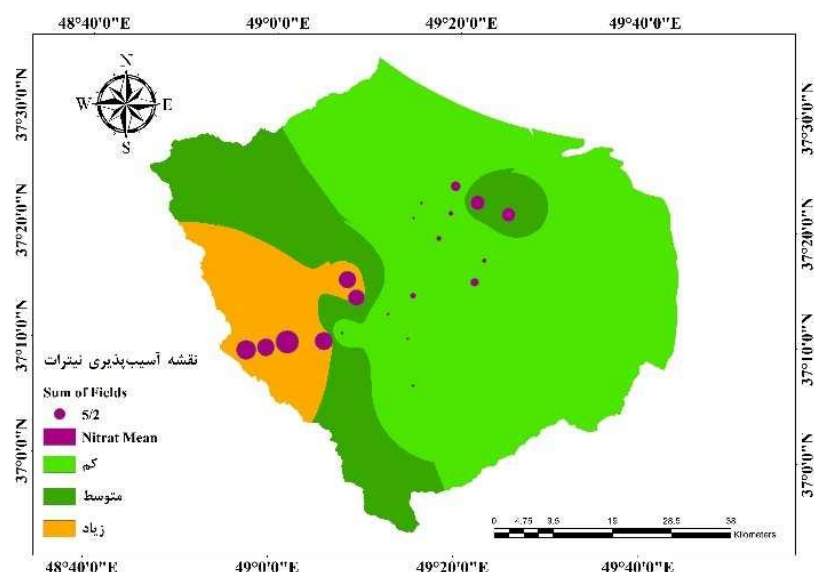 48°40'0"E 49°0'0"E 49°20'0"E 49°40'0"E
N
W E
S
37°30'0"N 37°30'0"N
37°20'0"N 37°20'0"N
37°10'0"N 37°10'0"N
37°0'0"N 37°0'0"N
نقشه آسیب‌پذیری نیترات
Sum of Fields
5/2
Nitrat Mean
کم
متوسط
زیاد
0 4.75 9.5 19 28.5 38
Kilometers
48°40'0"E 49°0'0"E 49°20'0"E 49°40'0"E